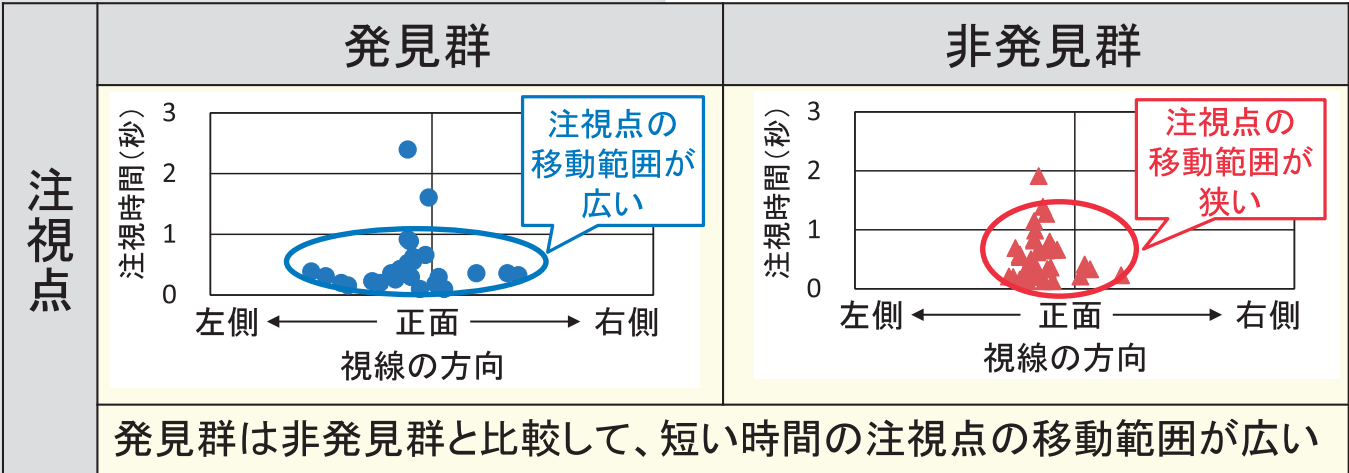 発見群
非発見群
注視点
注視時間(秒)
3
2
1
0
注視点の
移動範囲が
広い
左側
正面
右側
視線の方向
注視時間(秒)
3
2
1
0
注視点の
移動範囲が
狭い
左側
正面
右側
視線の方向
発見群は非発見群と比較して、短い時間の注視点の移動範囲が広い